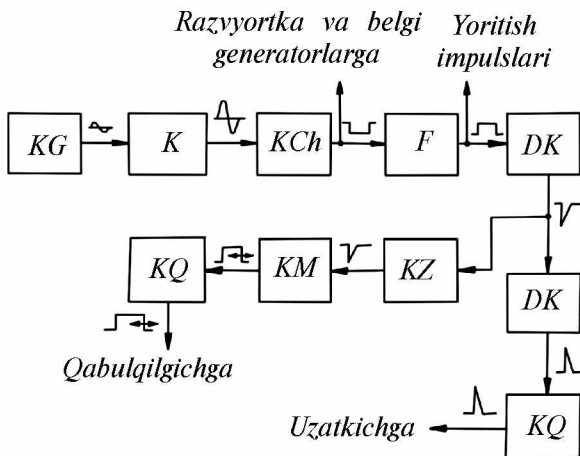 Razvyortka va belgi
generatorlarga
Yoritish
impulslari
KG
K
KCh
F
DK
KQ
KM
KZ
DK
Qabulqilgichga
Uzatkichga
KQ